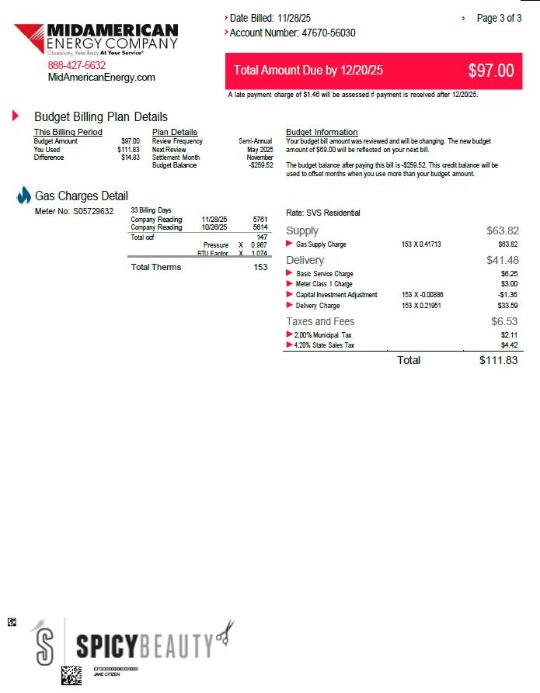 MIDAMERICAN
ENERGY COMPANY
Obsessively, Relentlessly At Your Service®
888-427-5632
MidAmericanEnergy.com
› Date Billed: 11/28/25
› Page 3 of 3
› Account Number: 47670-56030
Total Amount Due by 12/20/25 $97.00
A late payment charge of $1.46 will be assessed if payment is received after 12/20/25.
Budget Billing Plan Details
This Billing Period
Budget Amount $97.00
You Used $111.83
Difference $14.83
Plan Details
Review Frequency Semi-Annual
Next Review May 2025
Settlement Month November
Budget Balance -$259.52
Budget Information
Your budget bill amount was reviewed and will be changing. The new budget
amount of $69.00 will be reflected on your next bill.
The budget balance after paying this bill is -$259.52. This credit balance will be
used to offset months when you use more than your budget amount.
Gas Charges Detail
Meter No: S05729632
33 Billing Days
Company Reading 11/28/25 5761
Company Reading 10/26/25 5614
Total ccf 147
Pressure X 0.967
BTU Factor X 1.074
Total Therms 153
Rate: SVS Residential
Supply $63.82
Gas Supply Charge 153 X 0.41713 $63.82
Delivery $41.48
Basic Service Charge $6.25
Meter Class 1 Charge $3.00
Capital Investment Adjustment 153 X -0.00886 -$1.36
Delivery Charge 153 X 0.21951 $33.59
Taxes and Fees $6.53
2.00% Municipal Tax $2.11
4.20% State Sales Tax $4.42
Total $111.83
S SPICYBEAUTY
JANE CITIZEN